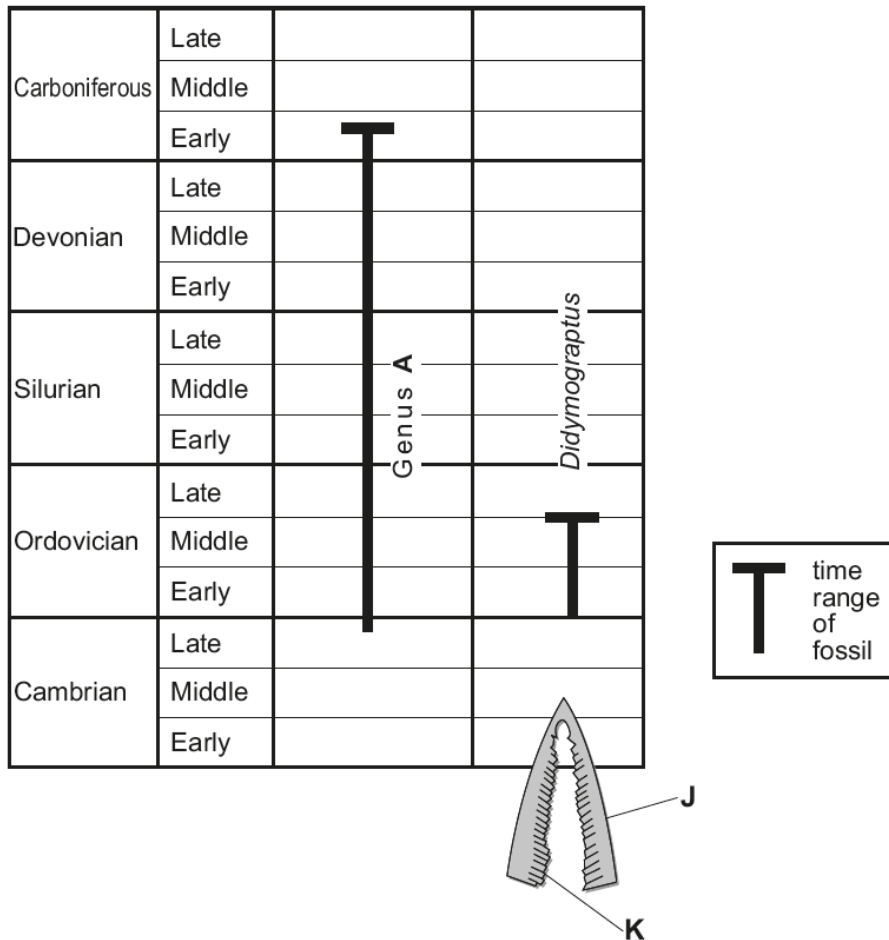 Carboniferous
Late
Middle
Early
Devonian
Late
Middle
Early
Silurian
Late
Middle
Early
Ordovician
Late
Middle
Early
Cambrian
Late
Middle
Early
Genus A
Didymograptus
time
range
of
fossil
J
K